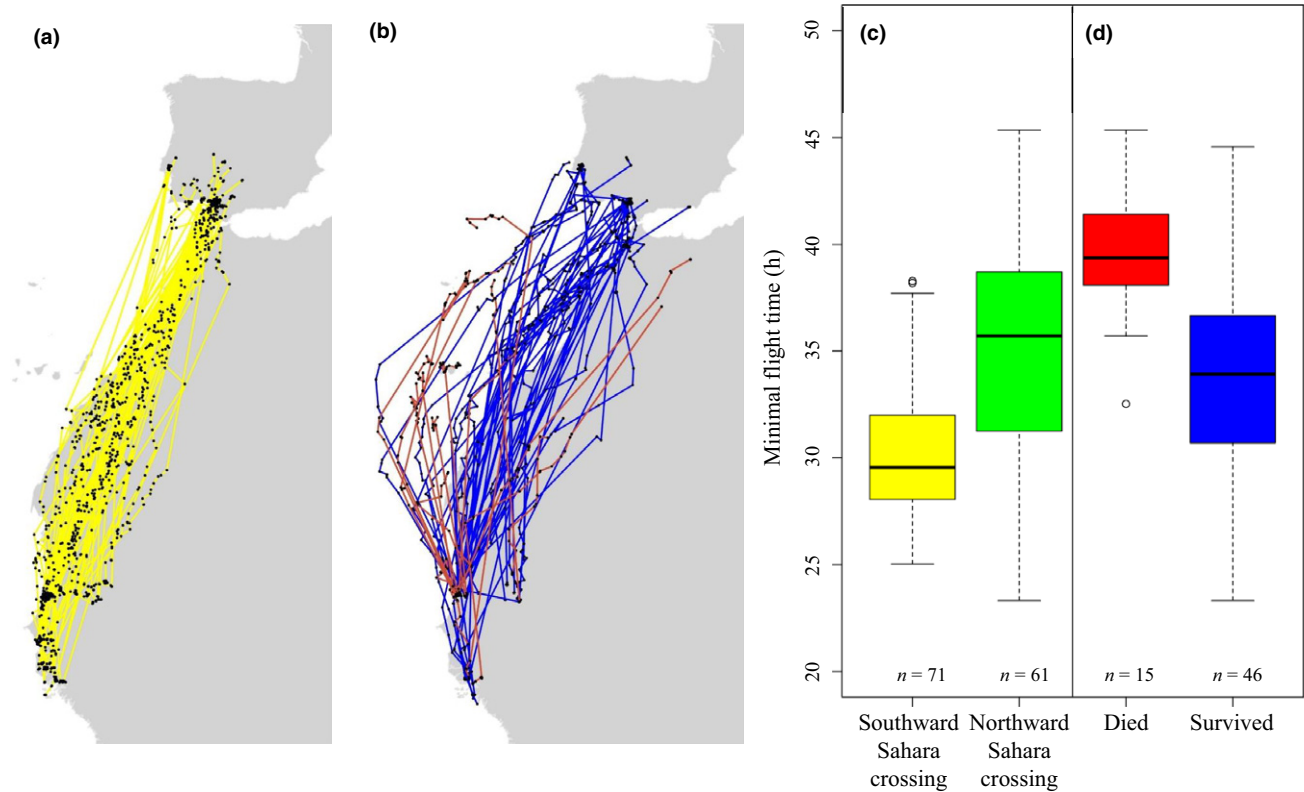 (a)
(b)
(c)
(d)
Minimal flight time (h)
50
45
40
35
30
25
20
n = 71
n = 61
n = 15
n = 46
Southward
Sahara
crossing
Northward
Sahara
crossing
Died
Survived